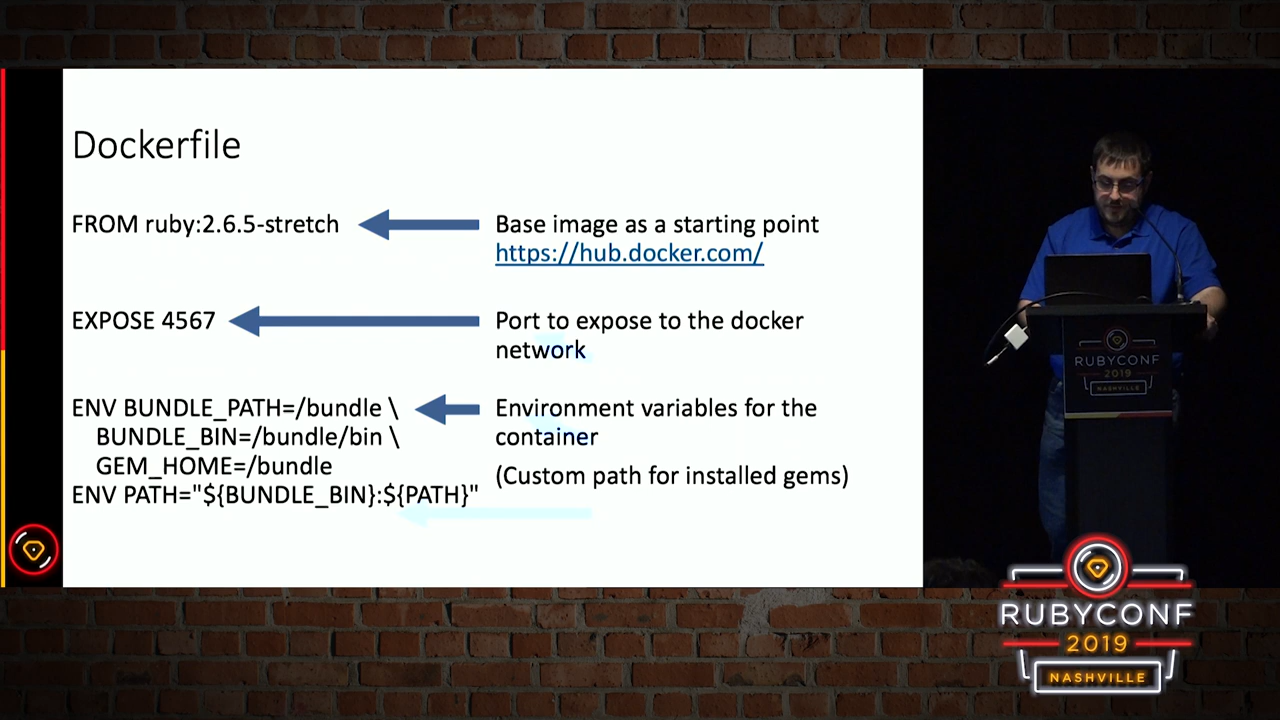 Dockerfile
FROM ruby:2.6.5-stretch
Base image as a starting point
https://hub.docker.com/
EXPOSE 4567
Port to expose to the docker
network
ENV BUNDLE_PATH=/bundle \
BUNDLE_BIN=/bundle/bin \
GEM_HOME=/bundle
ENV PATH="${BUNDLE_BIN}:${PATH}"
Environment variables for the
container
(Custom path for installed gems)
RUBYCONF
2019
NASHVILLE
RUBYCONF
2019
NASHVILLE